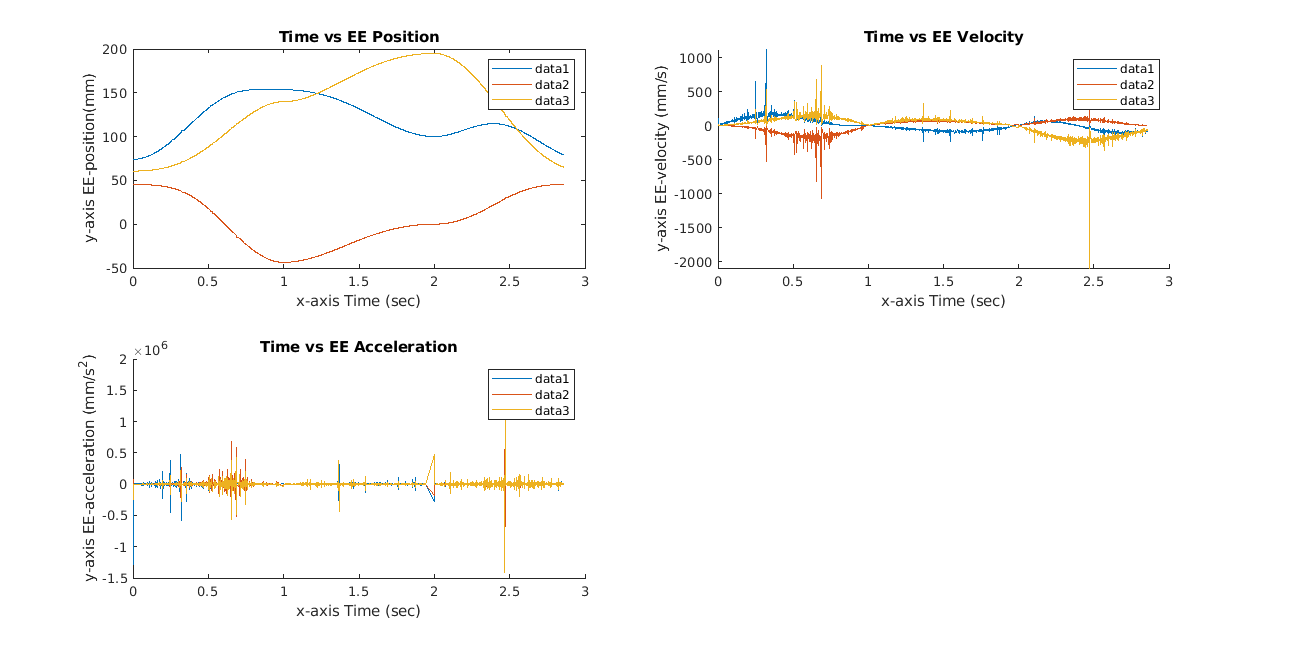 Time vs EE Position
y-axis EE-position(mm)
200
150
100
50
0
-50
0 0.5 1 1.5 2 2.5 3
x-axis Time (sec)
data1
data2
data3
Time vs EE Velocity
y-axis EE-velocity (mm/s)
1000
500
0
-500
-1000
-1500
-2000
0 0.5 1 1.5 2 2.5 3
x-axis Time (sec)
data1
data2
data3
Time vs EE Acceleration
y-axis EE-acceleration (mm/s²)
×10⁶
2
1.5
1
0.5
0
-0.5
-1
-1.5
0 0.5 1 1.5 2 2.5 3
x-axis Time (sec)
data1
data2
data3